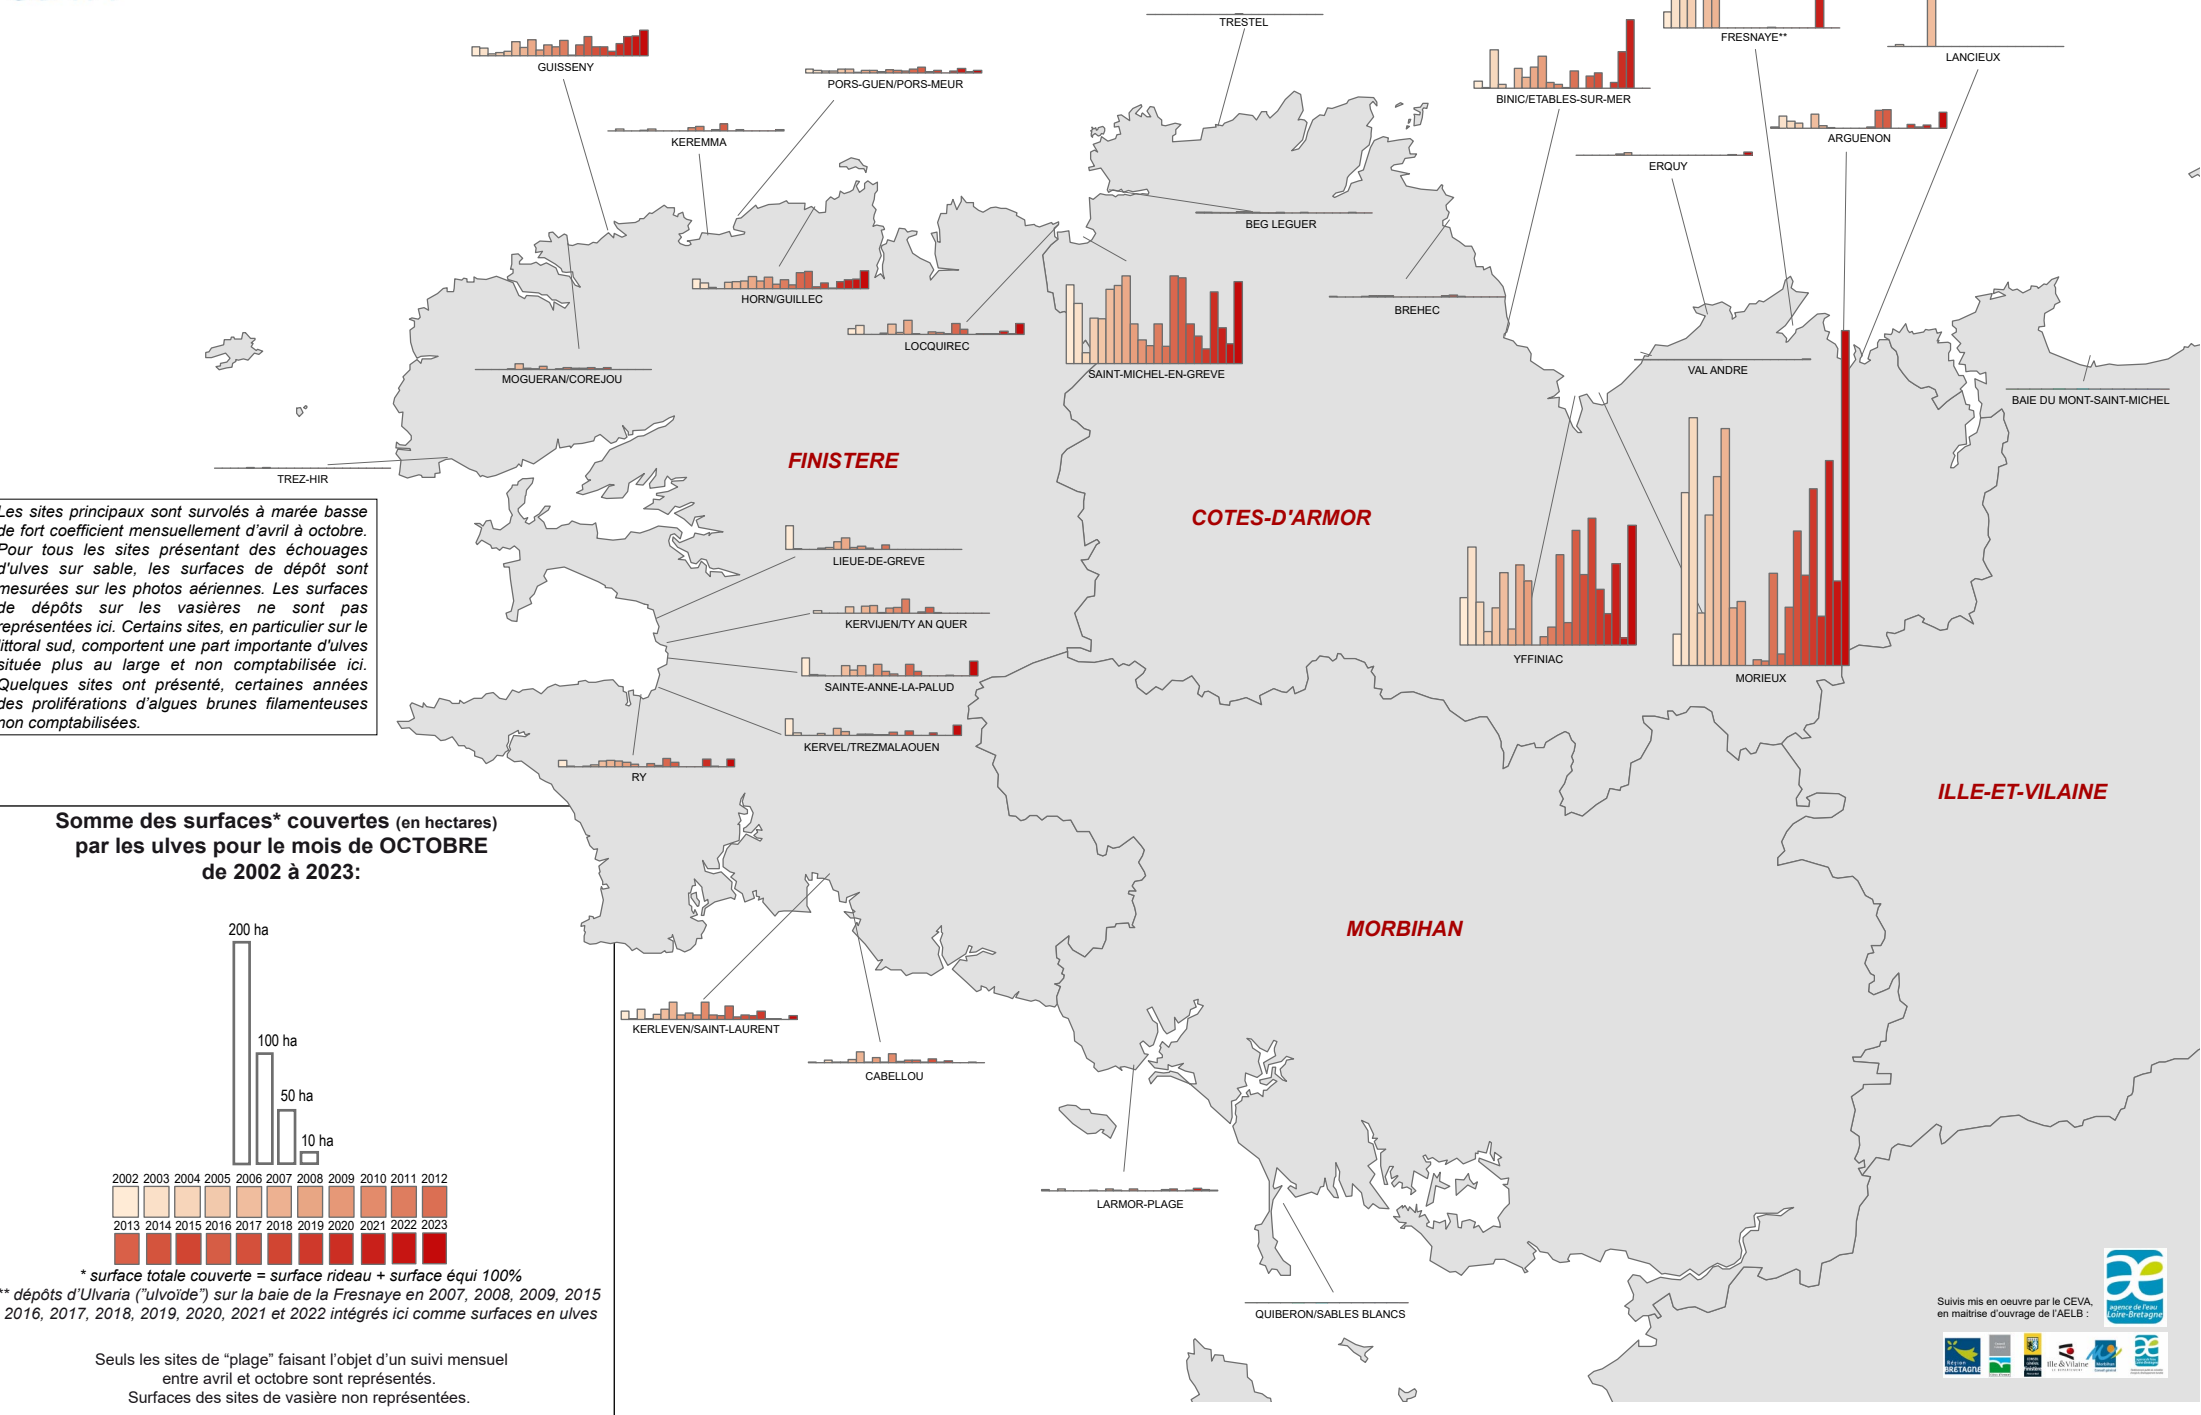 TRESTEL
GUISSENY
PORS-GUEN/PORS-MEUR
KEREMMA
FRESNAYE**
LANCIEUX
BINIC/ETABLES-SUR-MER
ARGUENON
ERQUY
BEG LEGUER
HORN/GUILLEC
BREHEC
LOCQUIREC
SAINT-MICHEL-EN-GREVE
MOGUERAN/COREJOU
VAL ANDRE
BAIE DU MONT-SAINT-MICHEL
FINISTERE
TREZ-HIR
COTES-D'ARMOR
Les sites principaux sont survolés à marée basse
de fort coefficient mensuellement d'avril à octobre.
Pour tous les sites présentant des échouages
d'ulves sur sable, les surfaces de dépôt sont
mesurées sur les photos aériennes. Les surfaces
de dépôts sur les vasières ne sont pas
représentées ici. Certains sites, en particulier sur le
littoral sud, comportent une part importante d'ulves
située plus au large et non comptabilisée ici.
Quelques sites ont présenté, certaines années
des proliférations d'algues brunes filamenteuses
non comptabilisées.
LIEUE-DE-GREVE
KERVIJEN/TY AN QUER
SAINTE-ANNE-LA-PALUD
KERVEL/TREZMALAOUEN
RY
YFFINIAC
MORIEUX
ILLE-ET-VILAINE
MORBIHAN
Somme des surfaces* couvertes (en hectares)
par les ulves pour le mois de OCTOBRE
de 2002 à 2023:
200 ha
100 ha
50 ha
10 ha
2002 2003 2004 2005 2006 2007 2008 2009 2010 2011 2012
2013 2014 2015 2016 2017 2018 2019 2020 2021 2022 2023
* surface totale couverte = surface rideau + surface équi 100%
** dépôts d'Ulvaria ("ulvoïde") sur la baie de la Fresnaye en 2007, 2008, 2009, 2015
2016, 2017, 2018, 2019, 2020, 2021 et 2022 intégrés ici comme surfaces en ulves
Seuls les sites de “plage” faisant l'objet d'un suivi mensuel
entre avril et octobre sont représentés.
Surfaces des sites de vasière non représentées.
KERLEVEN/SAINT-LAURENT
CABELLOU
LARMOR-PLAGE
QUIBERON/SABLES BLANCS
Suivis mis en oeuvre par le CEVA,
en maitrise d'ouvrage de l'AELB :
agence de l'eau
Loire-Bretagne
Région
BRETAGNE
Ille & Vilaine